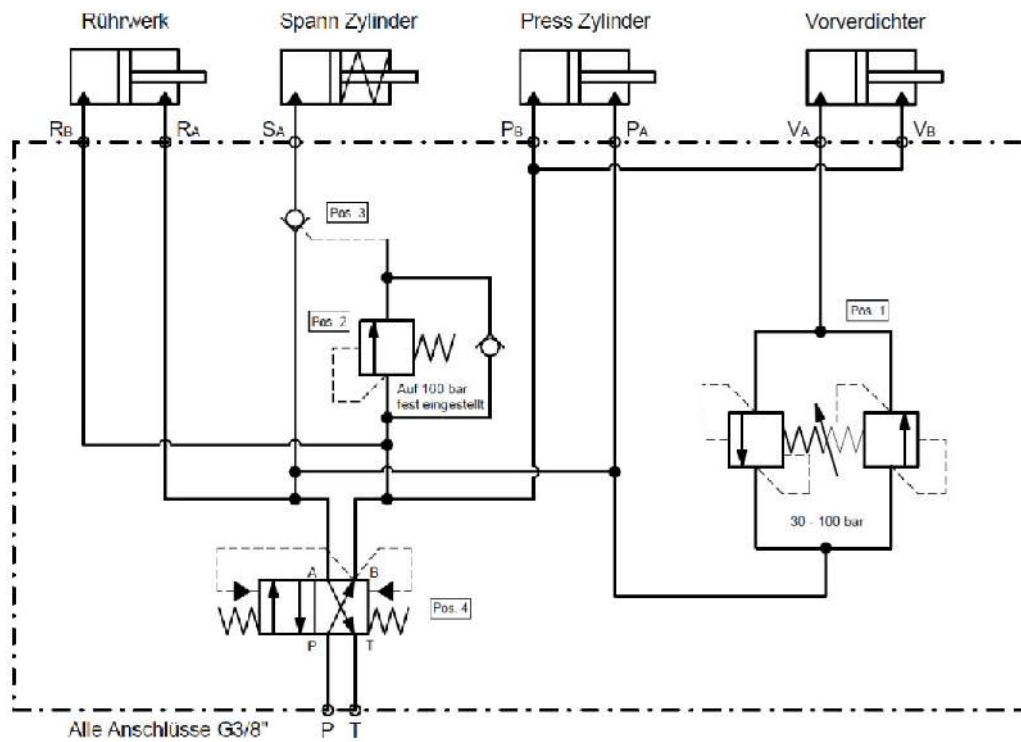 Rührwerk Spann Zylinder Press Zylinder Vorverdichter
RB RA SA PB PA VA VB
Pos. 3
Pos. 1
Pos. 2
Auf 100 bar
fest eingestellt
30 - 100 bar
A B
Pos. 4
P T
Alle Anschlüsse G3/8" P T